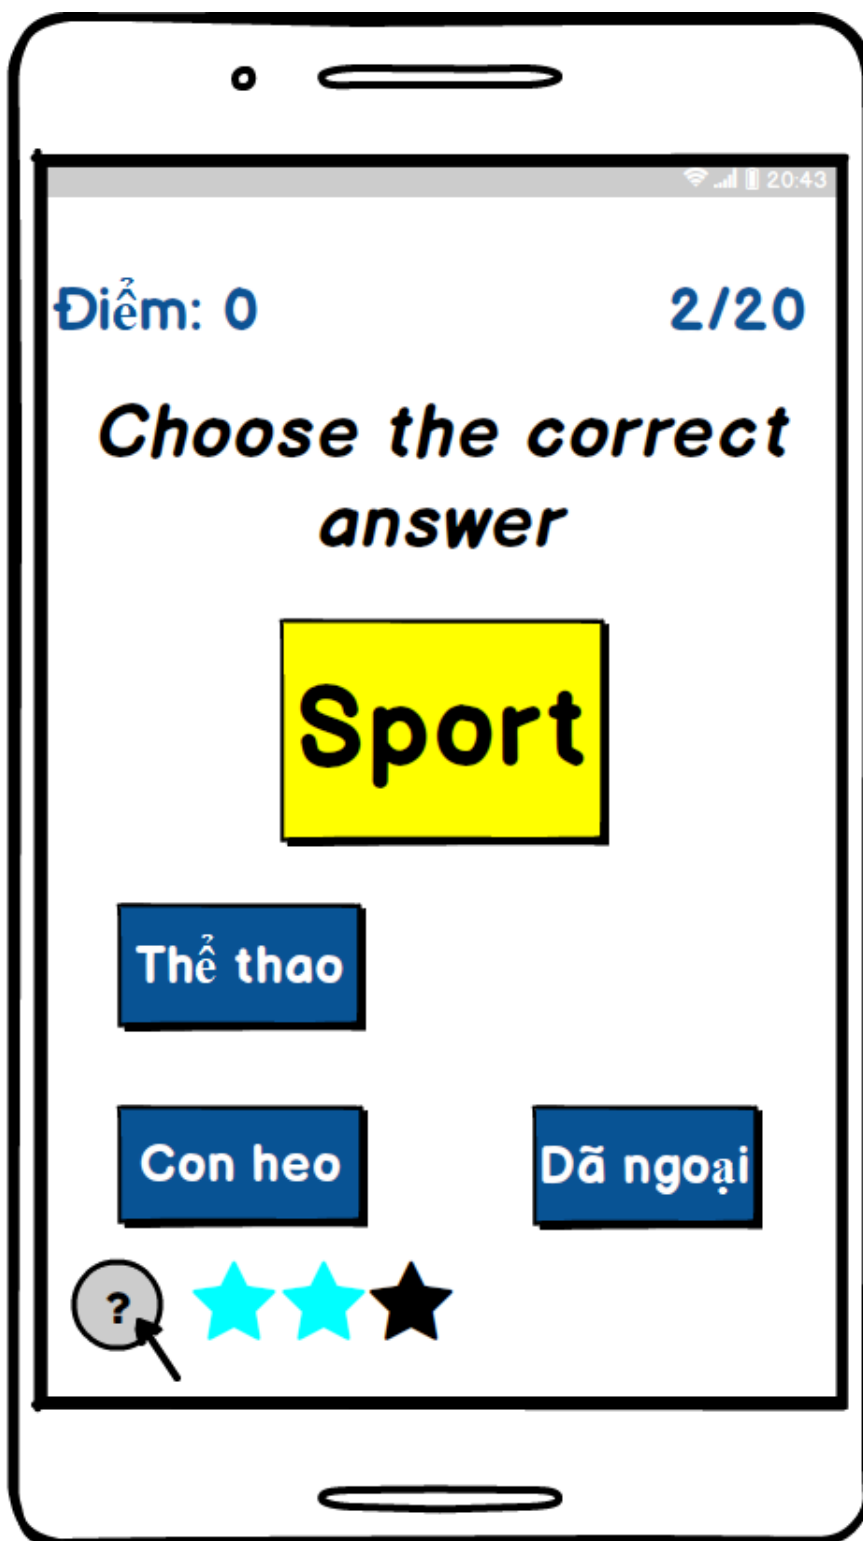 20:43
Điểm: 0 2/20
Choose the correct
answer
Sport
Thể thao
Con heo Dã ngoại
?